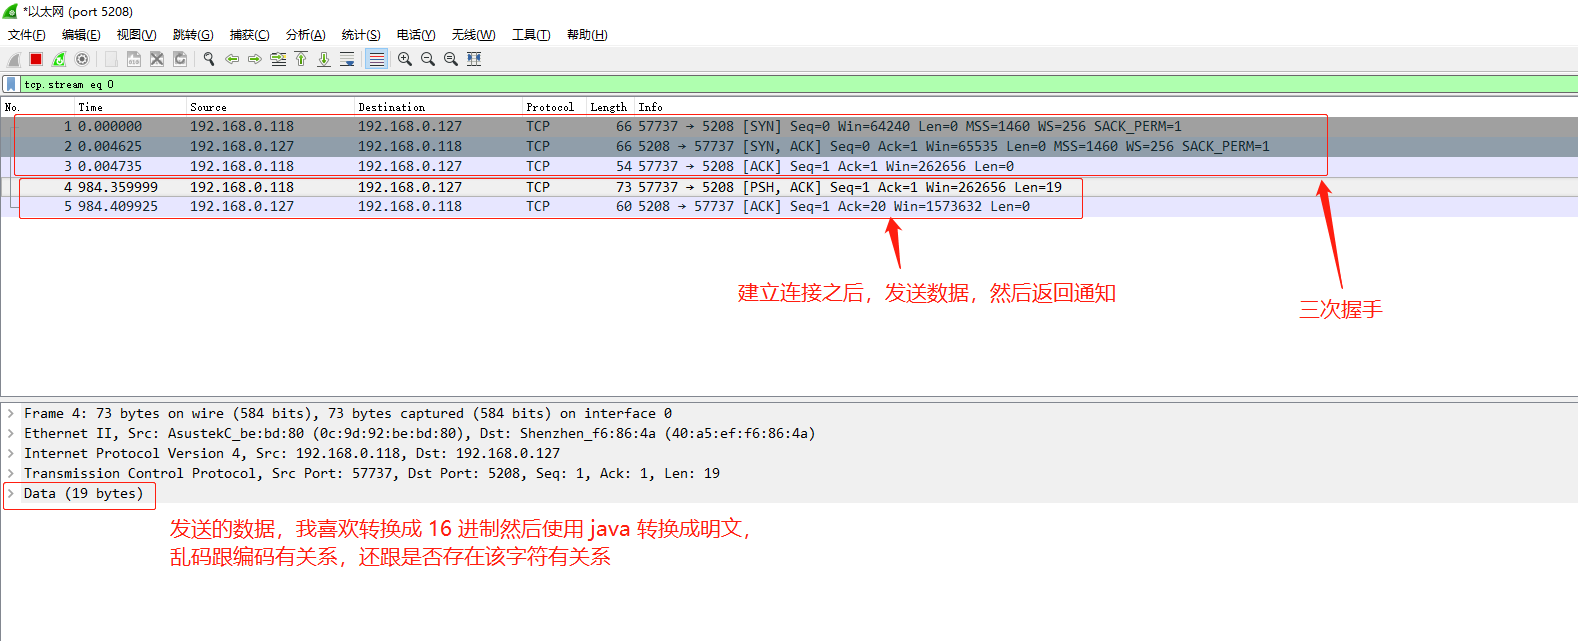 *以太网 (port 5208)
文件(F) 编辑(E) 视图(V) 跳转(G) 捕获(C) 分析(A) 统计(S) 电话(Y) 无线(W) 工具(T) 帮助(H)
tcp.stream eq 0
No. Time Source Destination Protocol Length Info
1 0.000000 192.168.0.118 192.168.0.127 TCP 66 57737 → 5208 [SYN] Seq=0 Win=64240 Len=0 MSS=1460 WS=256 SACK_PERM=1
2 0.004625 192.168.0.127 192.168.0.118 TCP 66 5208 → 57737 [SYN, ACK] Seq=0 Ack=1 Win=65535 Len=0 MSS=1460 WS=256 SACK_PERM=1
3 0.004735 192.168.0.118 192.168.0.127 TCP 54 57737 → 5208 [ACK] Seq=1 Ack=1 Win=262656 Len=0
4 984.359999 192.168.0.118 192.168.0.127 TCP 73 57737 → 5208 [PSH, ACK] Seq=1 Ack=1 Win=262656 Len=19
5 984.409925 192.168.0.127 192.168.0.118 TCP 60 5208 → 57737 [ACK] Seq=1 Ack=20 Win=1573632 Len=0
建立连接之后，发送数据，然后返回通知
三次握手
Frame 4: 73 bytes on wire (584 bits), 73 bytes captured (584 bits) on interface 0
Ethernet II, Src: AsustekC_be:bd:80 (0c:9d:92:be:bd:80), Dst: Shenzhen_f6:86:4a (40:a5:ef:f6:86:4a)
Internet Protocol Version 4, Src: 192.168.0.118, Dst: 192.168.0.127
Transmission Control Protocol, Src Port: 57737, Dst Port: 5208, Seq: 1, Ack: 1, Len: 19
Data (19 bytes)
发送的数据，我喜欢转换成 16 进制然后使用 java 转换成明文，
乱码跟编码有关系，还跟是否存在该字符有关系